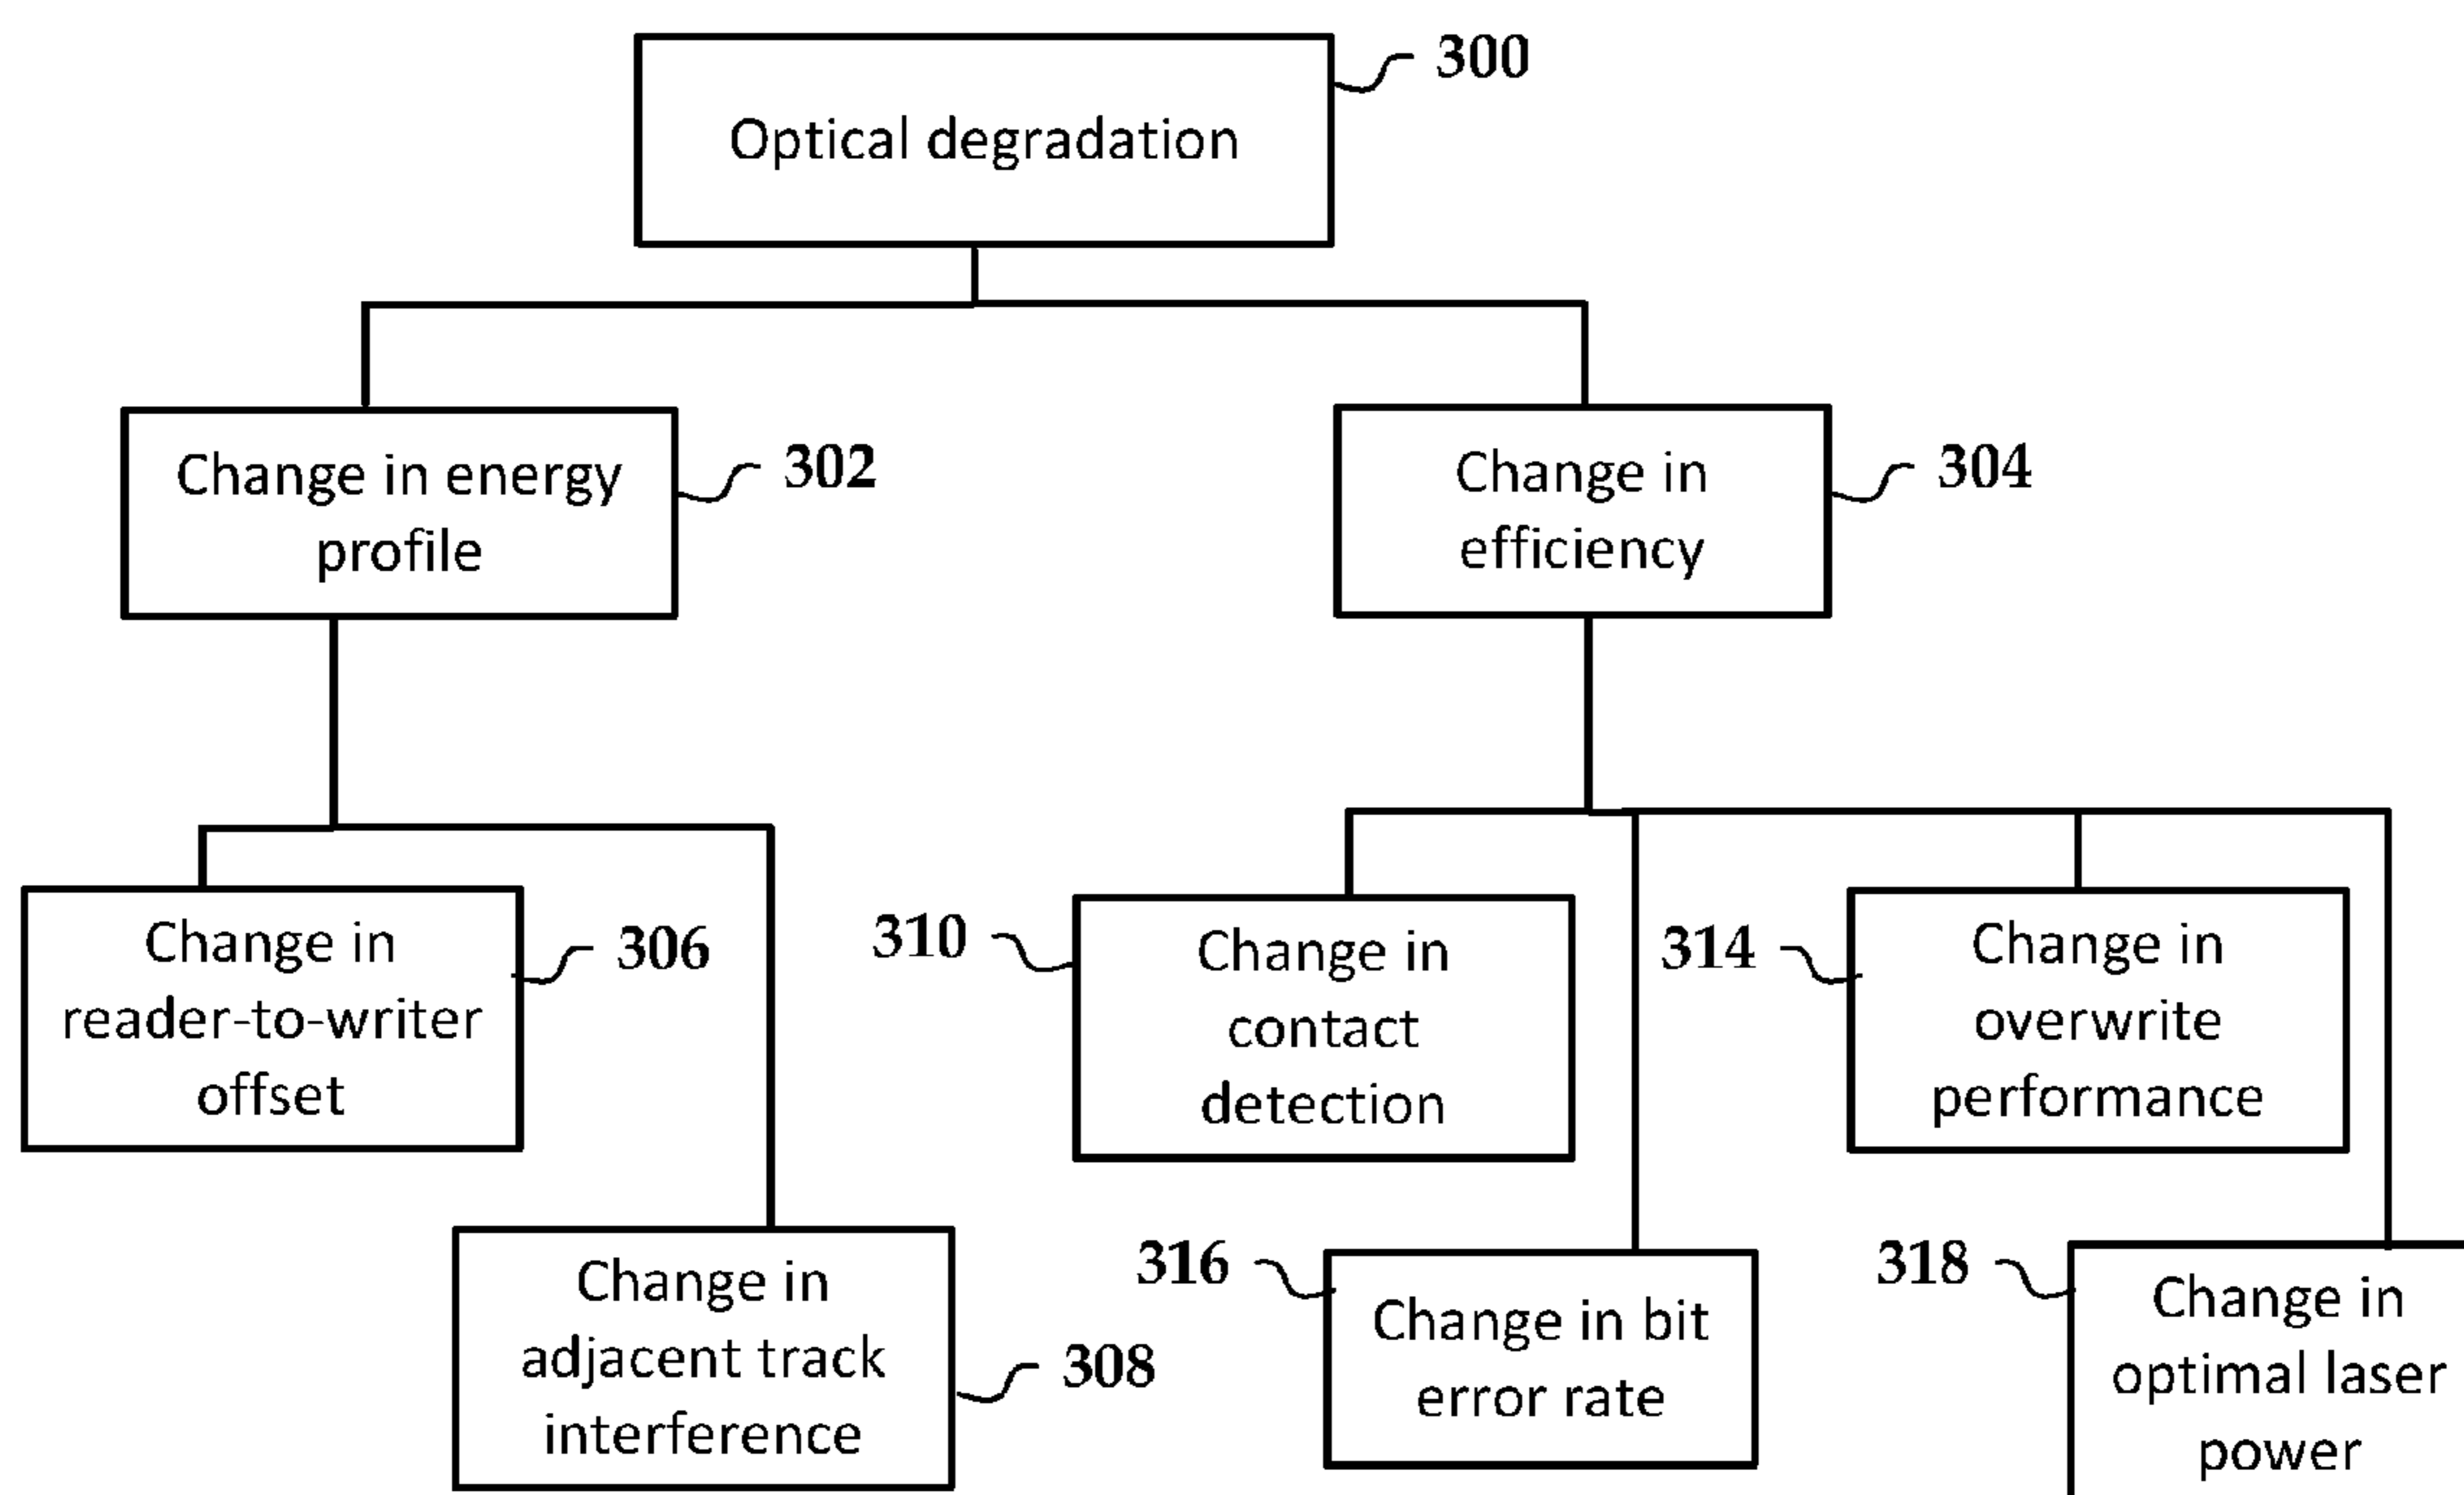 300
Optical degradation
Change in energy
profile
302
Change in
efficiency
304
Change in
reader-to-writer
offset
306
310
Change in
contact
detection
314
Change in
overwrite
performance
Change in
adjacent track
interference
308
316
Change in bit
error rate
318
Change in
optimal laser
power